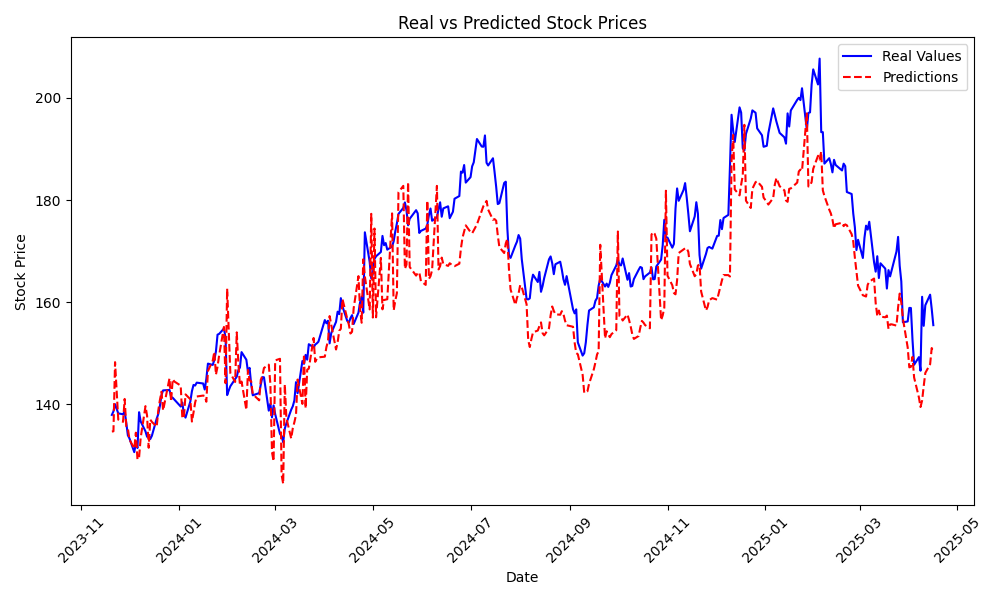 Real vs Predicted Stock Prices
Real Values
Predictions
Stock Price
200
180
160
140
2023-11
2024-01
2024-03
2024-05
2024-07
2024-09
2024-11
2025-01
2025-03
2025-05
Date